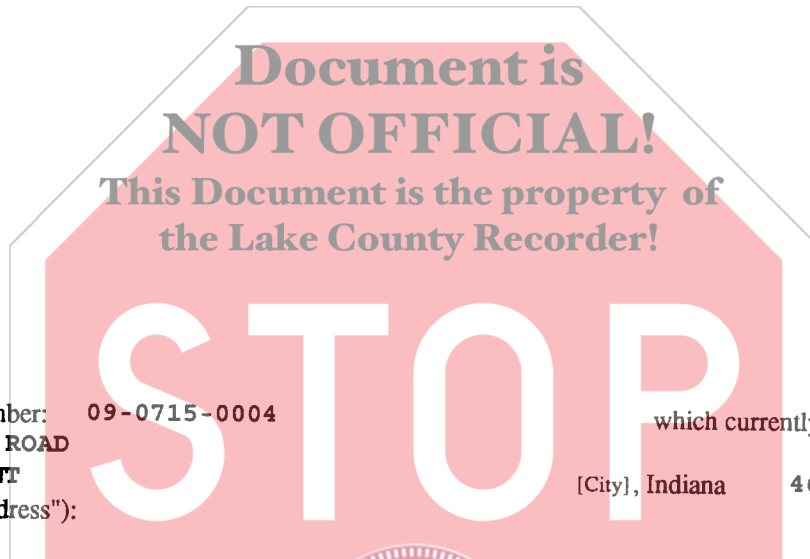 Document is
NOT OFFICIAL!
This Document is the property of
the Lake County Recorder!
STOP
09-0715-0004 which currently
ROAD
[City], Indiana